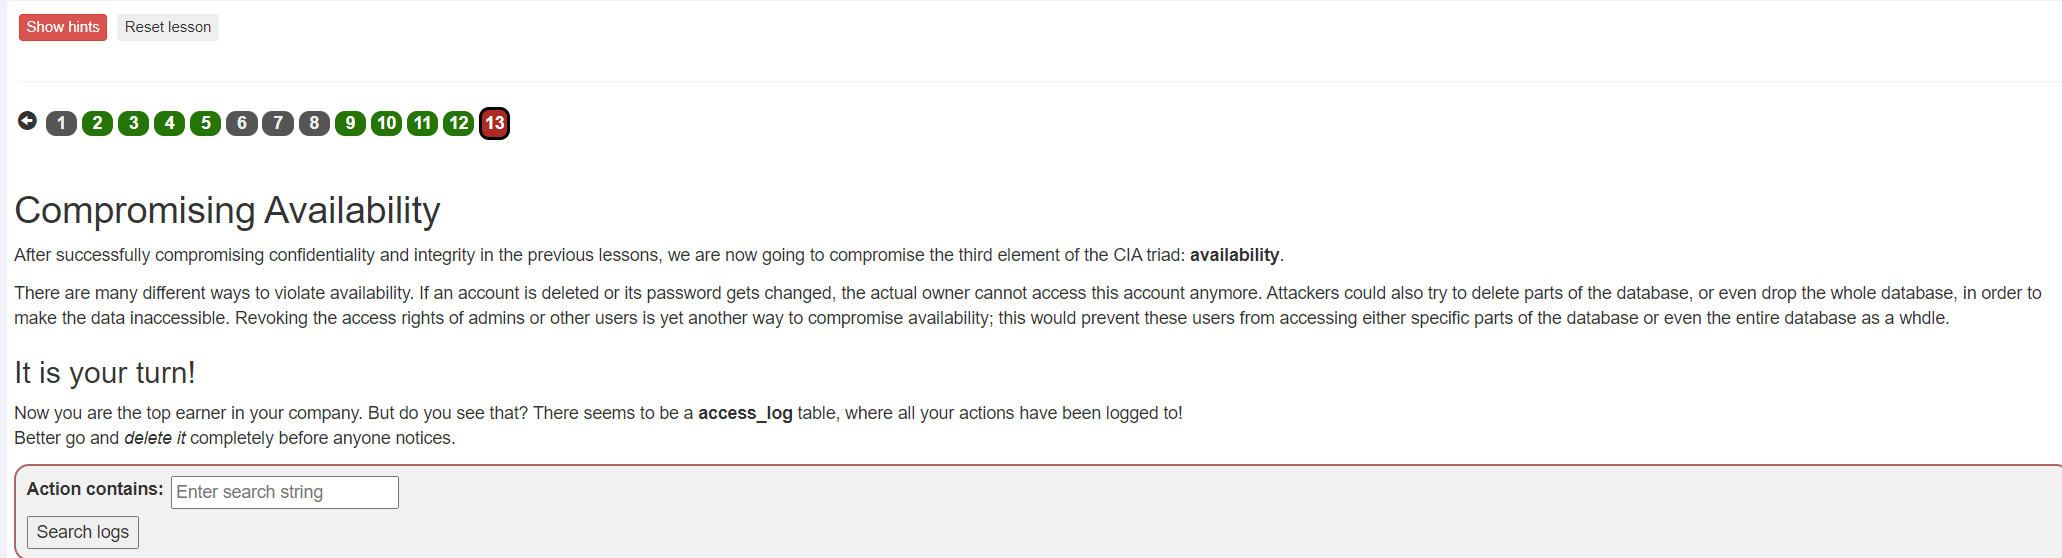 Show hints Reset lesson
1 2 3 4 5 6 7 8 9 10 11 12 13
Compromising Availability
After successfully compromising confidentiality and integrity in the previous lessons, we are now going to compromise the third element of the CIA triad: availability.
There are many different ways to violate availability. If an account is deleted or its password gets changed, the actual owner cannot access this account anymore. Attackers could also try to delete parts of the database, or even drop the whole database, in order to
make the data inaccessible. Revoking the access rights of admins or other users is yet another way to compromise availability; this would prevent these users from accessing either specific parts of the database or even the entire database as a whdle.
It is your turn!
Now you are the top earner in your company. But do you see that? There seems to be a access_log table, where all your actions have been logged to!
Better go and delete it completely before anyone notices.
Action contains: Enter search string
Search logs